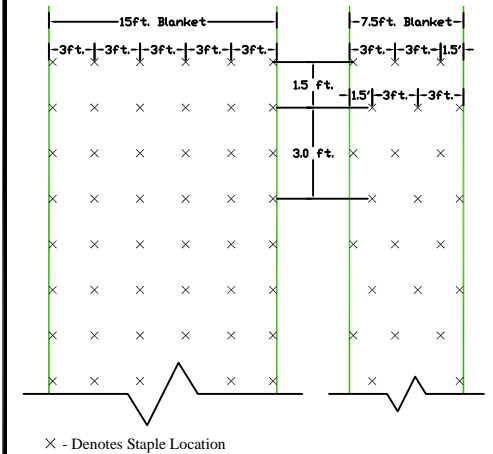 15ft. Blanket
7.5ft. Blanket
3ft. 3ft. 3ft. 3ft. 3ft.
3ft. 3ft. 1.5'
1.5 ft.
1.5' 3ft. 3ft.
3.0 ft.
× - Denotes Staple Location